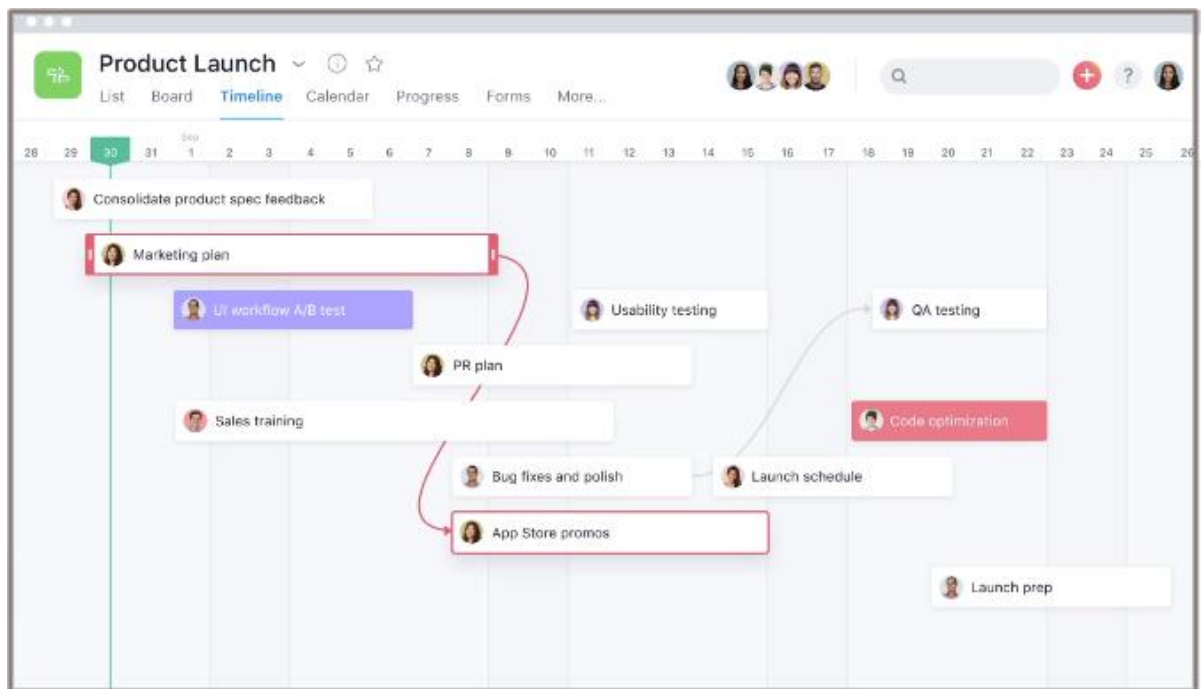 Product Launch
List Board Timeline Calendar Progress Forms More...
?
Sep
28 29 30 31 1 2 3 4 5 6 7 8 9 10 11 12 13 14 15 16 17 18 19 20 21 22 23 24 25 26
Consolidate product spec feedback
Marketing plan
UI workflow A/B test
Usability testing
QA testing
PR plan
Sales training
Code optimization
Bug fixes and polish
Launch schedule
App Store promos
Launch prep